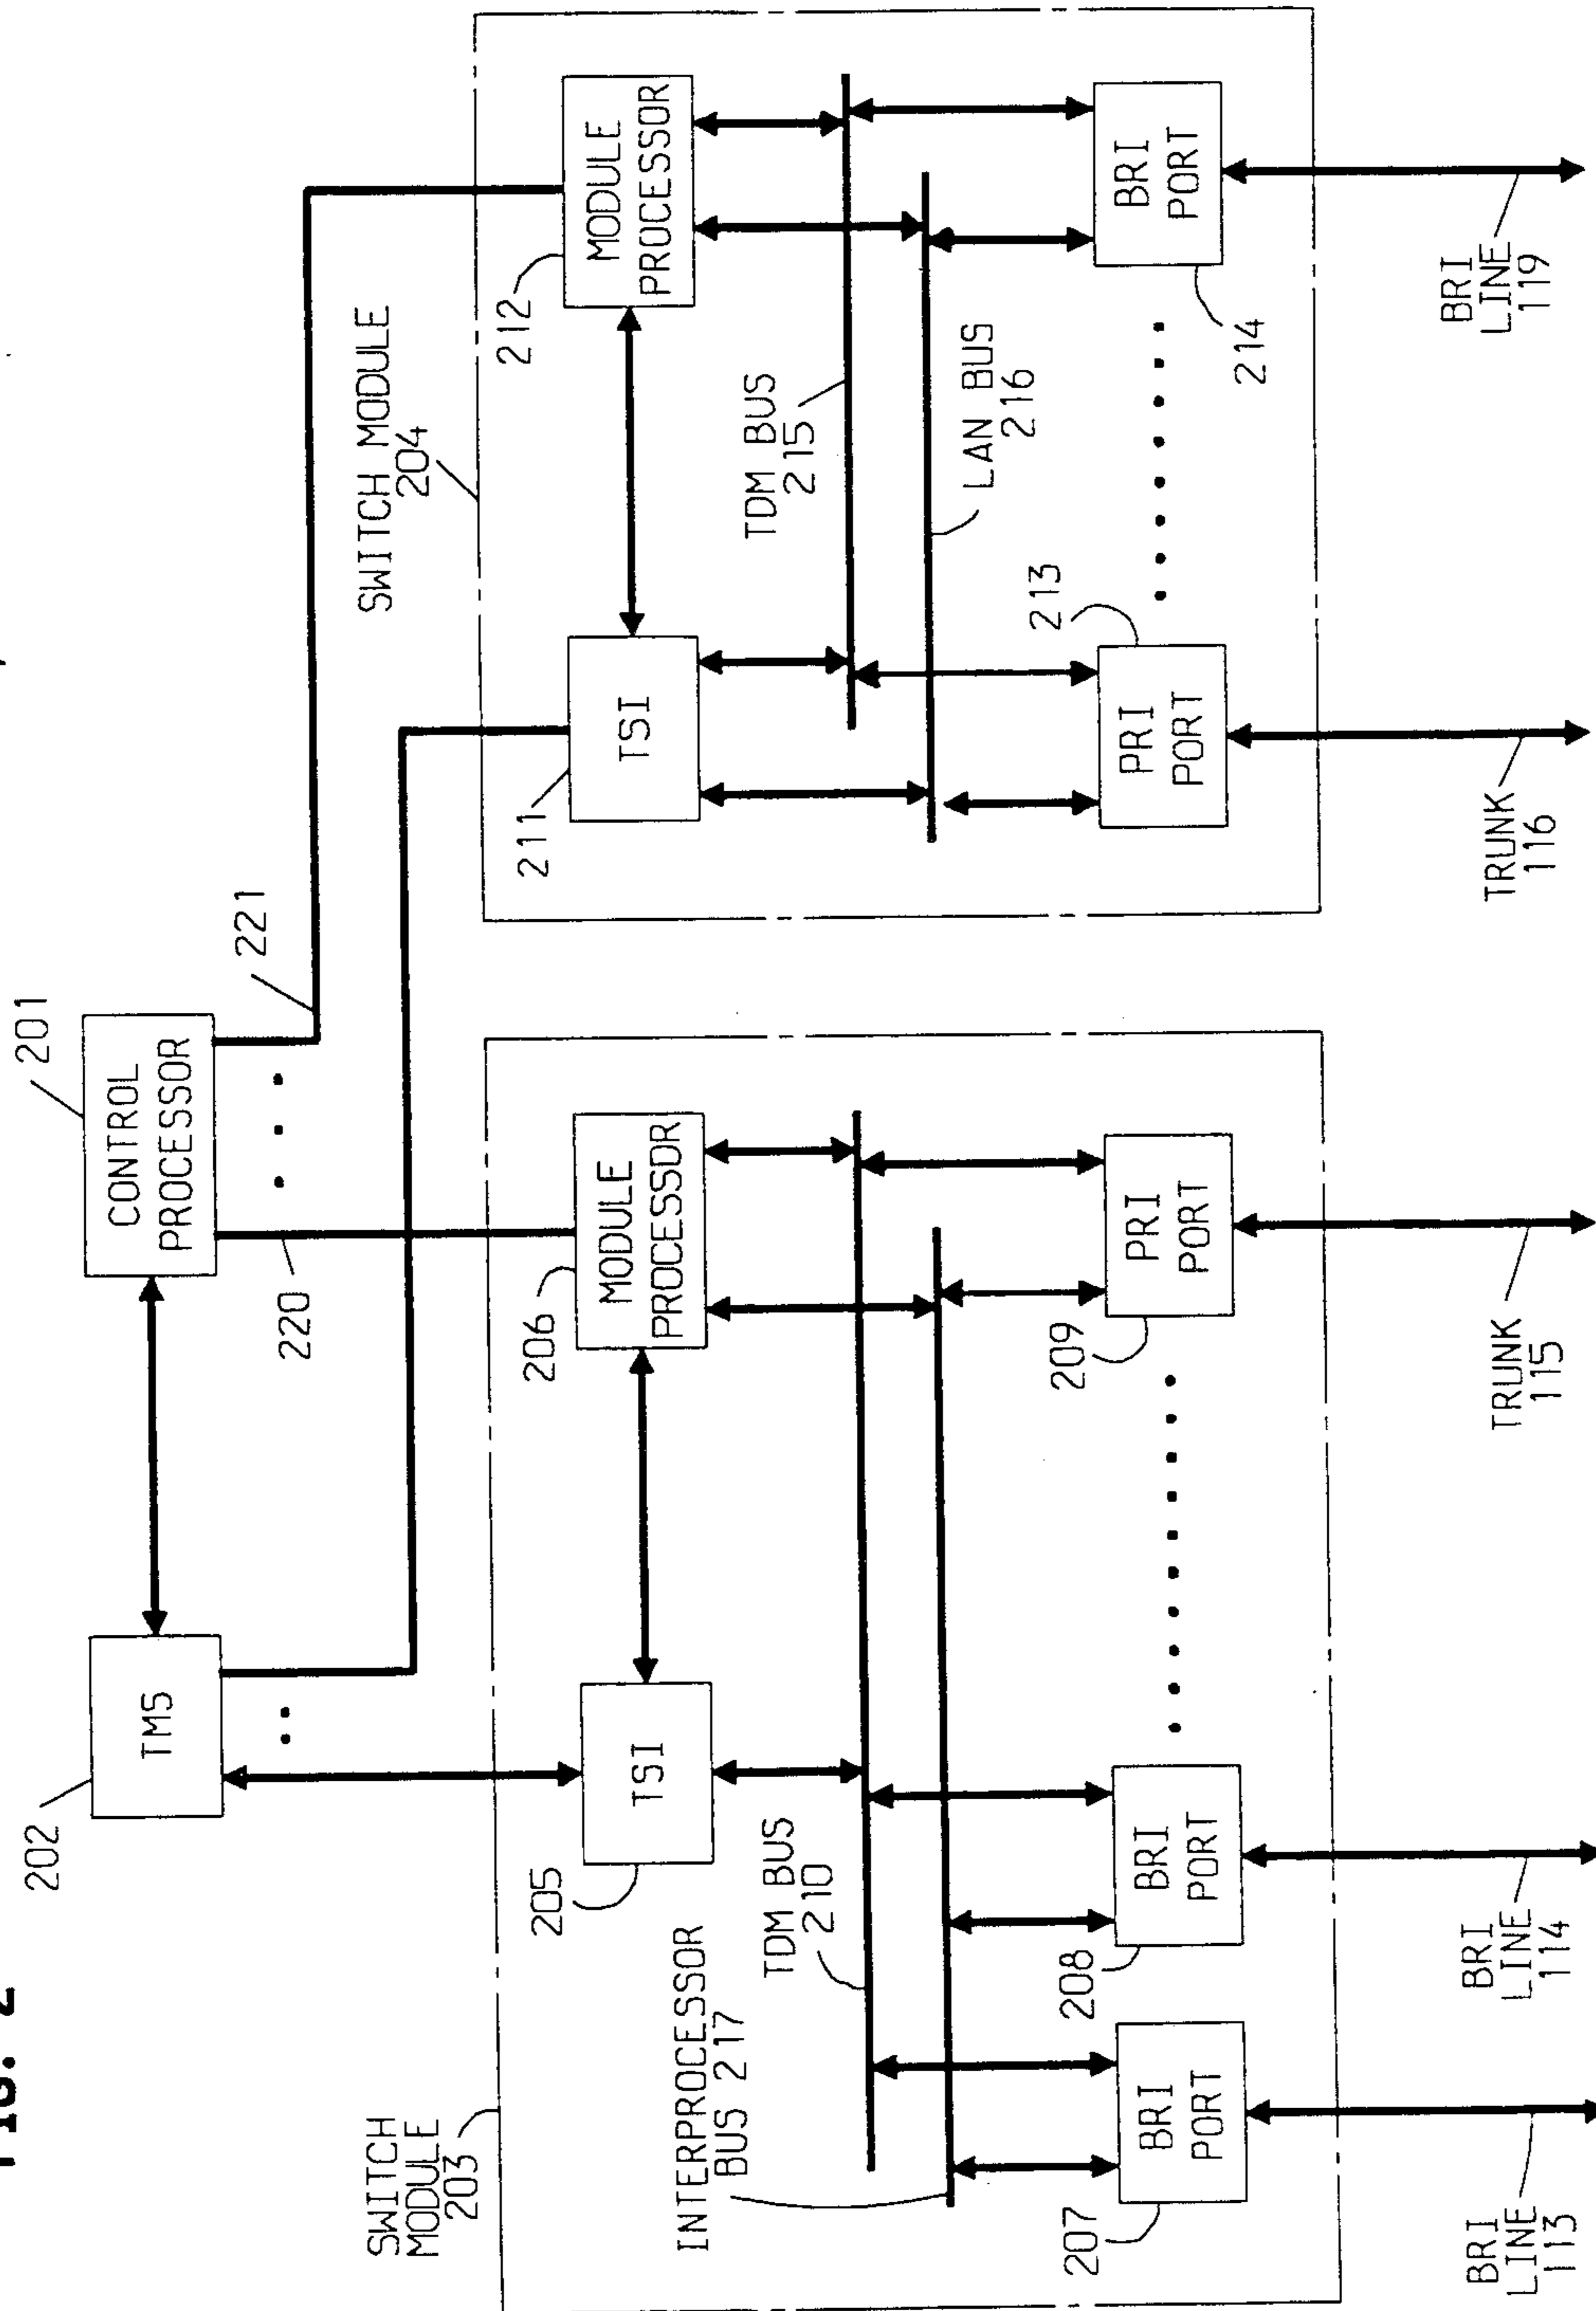 FIG. 2
202
TMS
CONTROL
PROCESSOR
201
220
221
SWITCH
MODULE
203
SWITCH MODULE
204
205
TSI
206
MODULE
PROCESSOR
211
TSI
212
MODULE
PROCESSOR
INTERPROCESSOR
BUS 217
TDM BUS
210
TDM BUS
215
LAN BUS
216
207
BRI
PORT
208
BRI
PORT
209
PRI
PORT
213
PRI
PORT
214
BRI
PORT
BRI
LINE
113
BRI
LINE
114
TRUNK
115
TRUNK
116
BRI
LINE
119